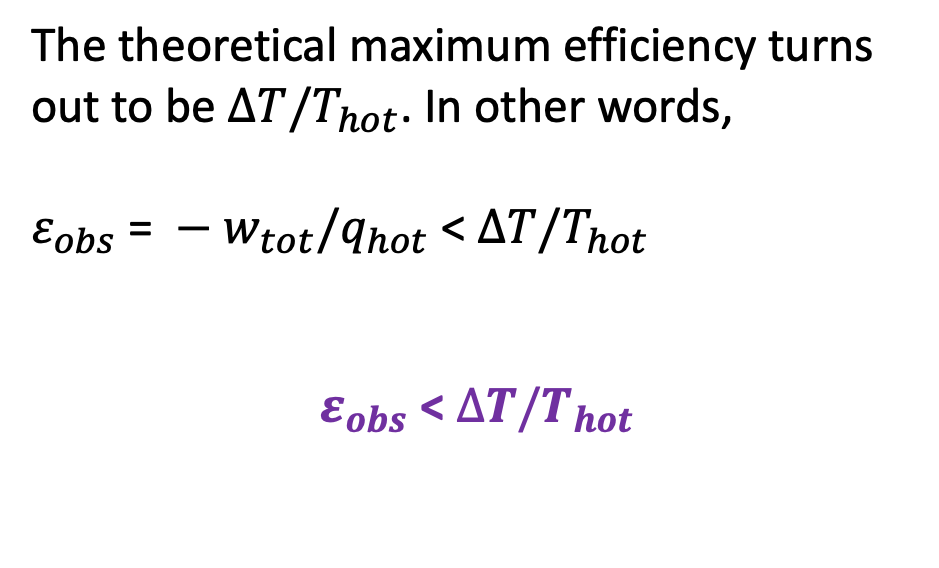 The theoretical maximum efficiency turns
out to be ΔT/T_hot. In other words,
ε_obs = − w_tot/q_hot < ΔT/T_hot
ε_obs < ΔT/T_hot